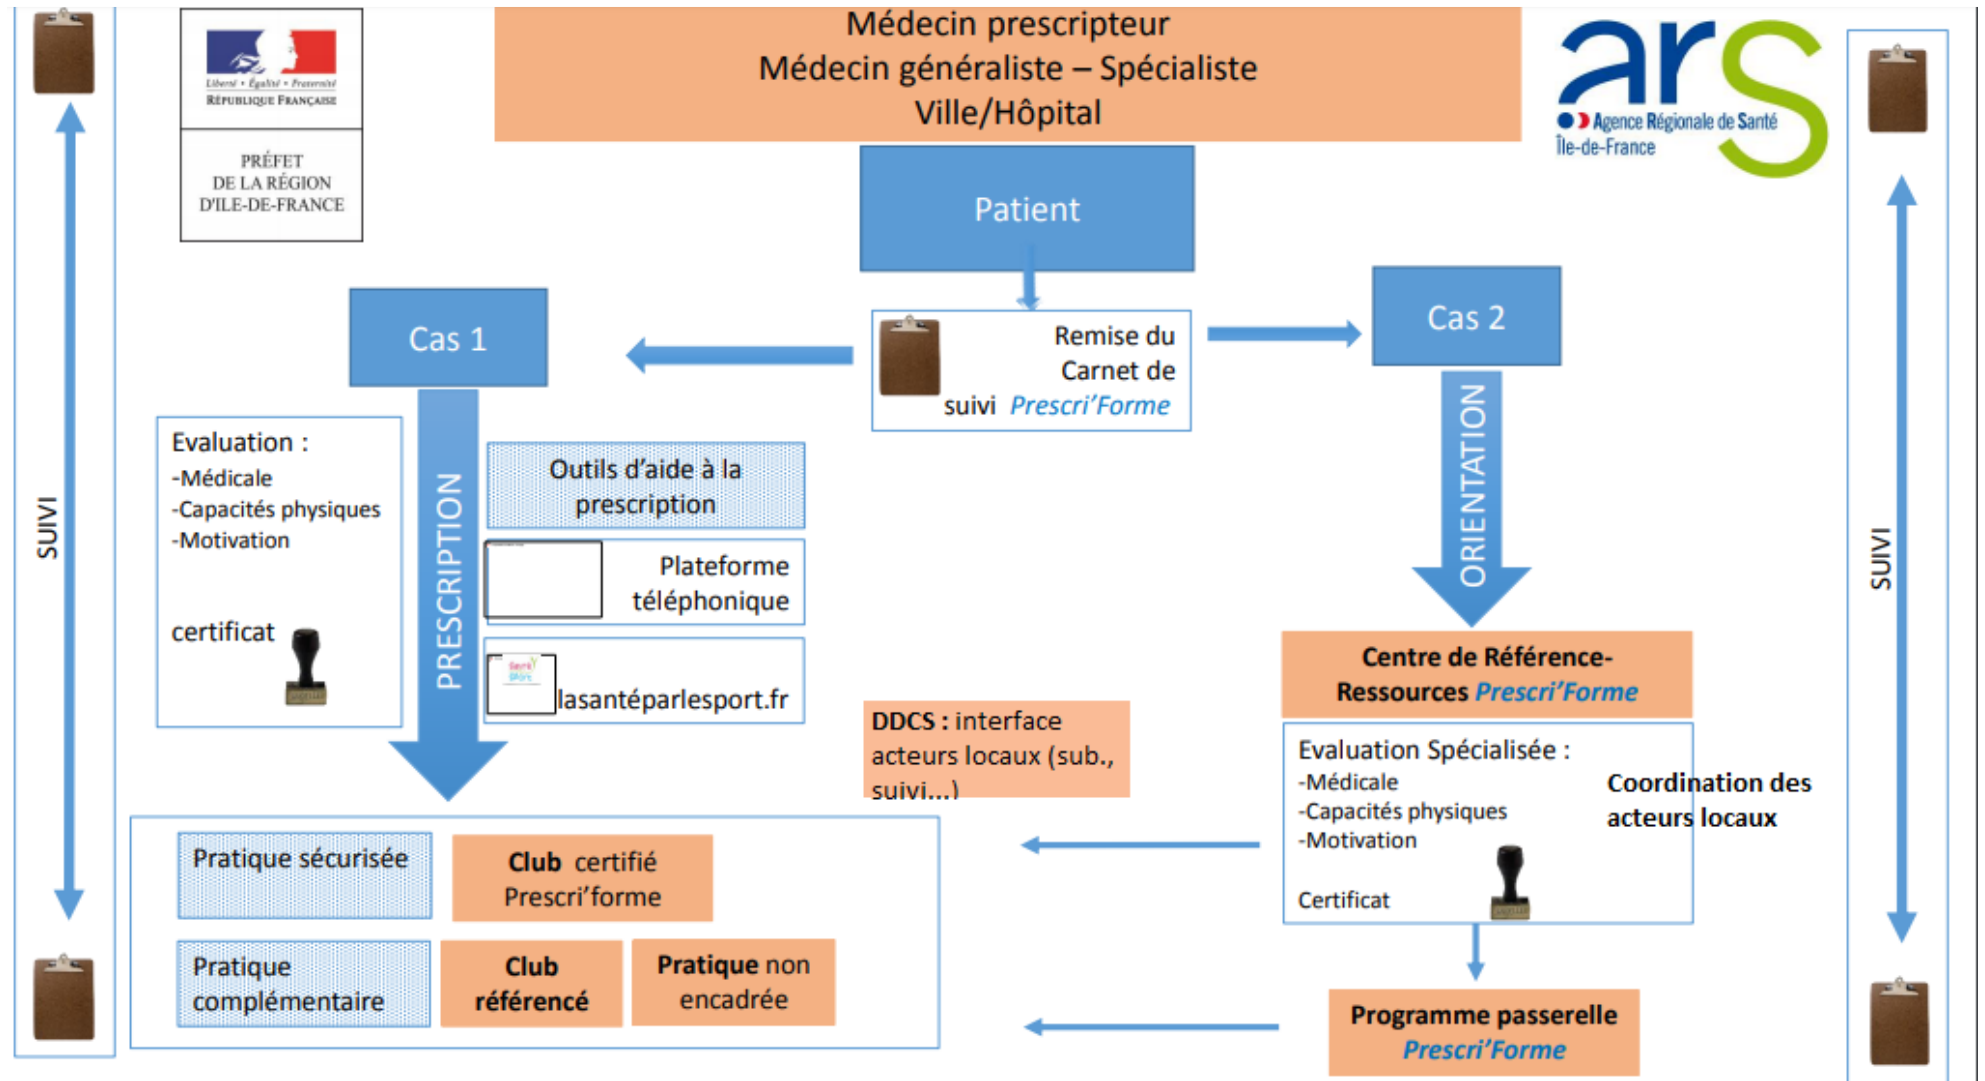 Médecin prescripteur
Médecin généraliste – Spécialiste
Ville/Hôpital
Liberté • Égalité • Fraternité
RÉPUBLIQUE FRANÇAISE
PRÉFET
DE LA RÉGION
D'ILE-DE-FRANCE
ars
Agence Régionale de Santé
Île-de-France
Patient
Cas 1
Remise du
Carnet de
suivi Prescri'Forme
Cas 2
SUIVI
Evaluation :
-Médicale
-Capacités physiques
-Motivation
certificat
PRESCRIPTION
Outils d'aide à la
prescription
Plateforme
téléphonique
lasantéparlesport.fr
ORIENTATION
SUIVI
Centre de Référence-
Ressources Prescri'Forme
DDCS : interface
acteurs locaux (sub.,
suivi...)
Evaluation Spécialisée :
-Médicale
-Capacités physiques
-Motivation
Certificat
Coordination des
acteurs locaux
Pratique sécurisée
Club certifié
Prescri'forme
Pratique
complémentaire
Club
référencé
Pratique non
encadrée
Programme passerelle
Prescri'Forme